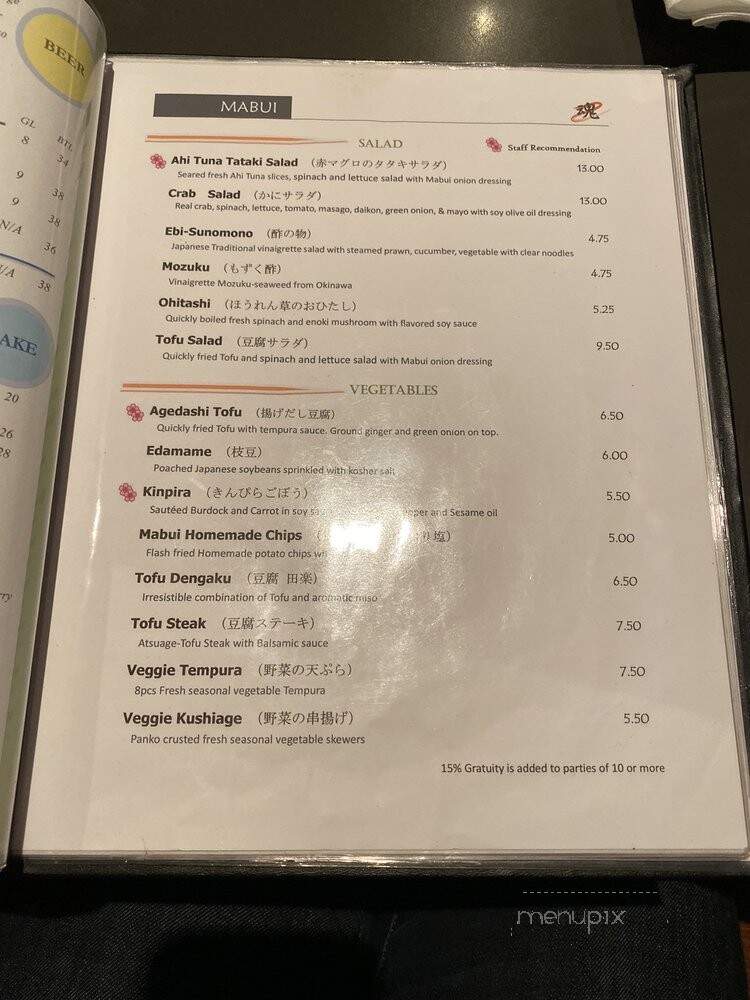 BEER
GL BTL
8 34
9 38
9 38
N/A 36
/A 38
AKE
20
26
28
MABUI
魂
SALAD
Staff Recommendation
Ahi Tuna Tataki Salad （赤マグロのタタキサラダ） 13.00
Seared fresh Ahi Tuna slices, spinach and lettuce salad with Mabui onion dressing
Crab Salad （かにサラダ） 13.00
Real crab, spinach, lettuce, tomato, masago, daikon, green onion, & mayo with soy olive oil dressing
Ebi-Sunomono （酢の物） 4.75
Japanese Traditional vinaigrette salad with steamed prawn, cucumber, vegetable with clear noodles
Mozuku （もずく酢） 4.75
Vinaigrette Mozuku-seaweed from Okinawa
Ohitashi （ほうれん草のおひたし） 5.25
Quickly boiled fresh spinach and enoki mushroom with flavored soy sauce
Tofu Salad （豆腐サラダ） 9.50
Quickly fried Tofu and spinach and lettuce salad with Mabui onion dressing
VEGETABLES
Agedashi Tofu （揚げだし豆腐） 6.50
Quickly fried Tofu with tempura sauce. Ground ginger and green onion on top.
Edamame （枝豆） 6.00
Poached Japanese soybeans sprinkled with kosher salt
Kinpira （きんぴらごぼう） 5.50
Sautéed Burdock and Carrot in soy and Sesame oil
Mabui Homemade Chips （ り塩） 5.00
Flash fried Homemade potato chips
Tofu Dengaku （豆腐 田楽） 6.50
Irresistible combination of Tofu and aromatic miso
Tofu Steak （豆腐ステーキ） 7.50
Atsuage-Tofu Steak with Balsamic sauce
Veggie Tempura （野菜の天ぷら） 7.50
8pcs Fresh seasonal vegetable Tempura
Veggie Kushiage （野菜の串揚げ） 5.50
Panko crusted fresh seasonal vegetable skewers
15% Gratuity is added to parties of 10 or more
menupix